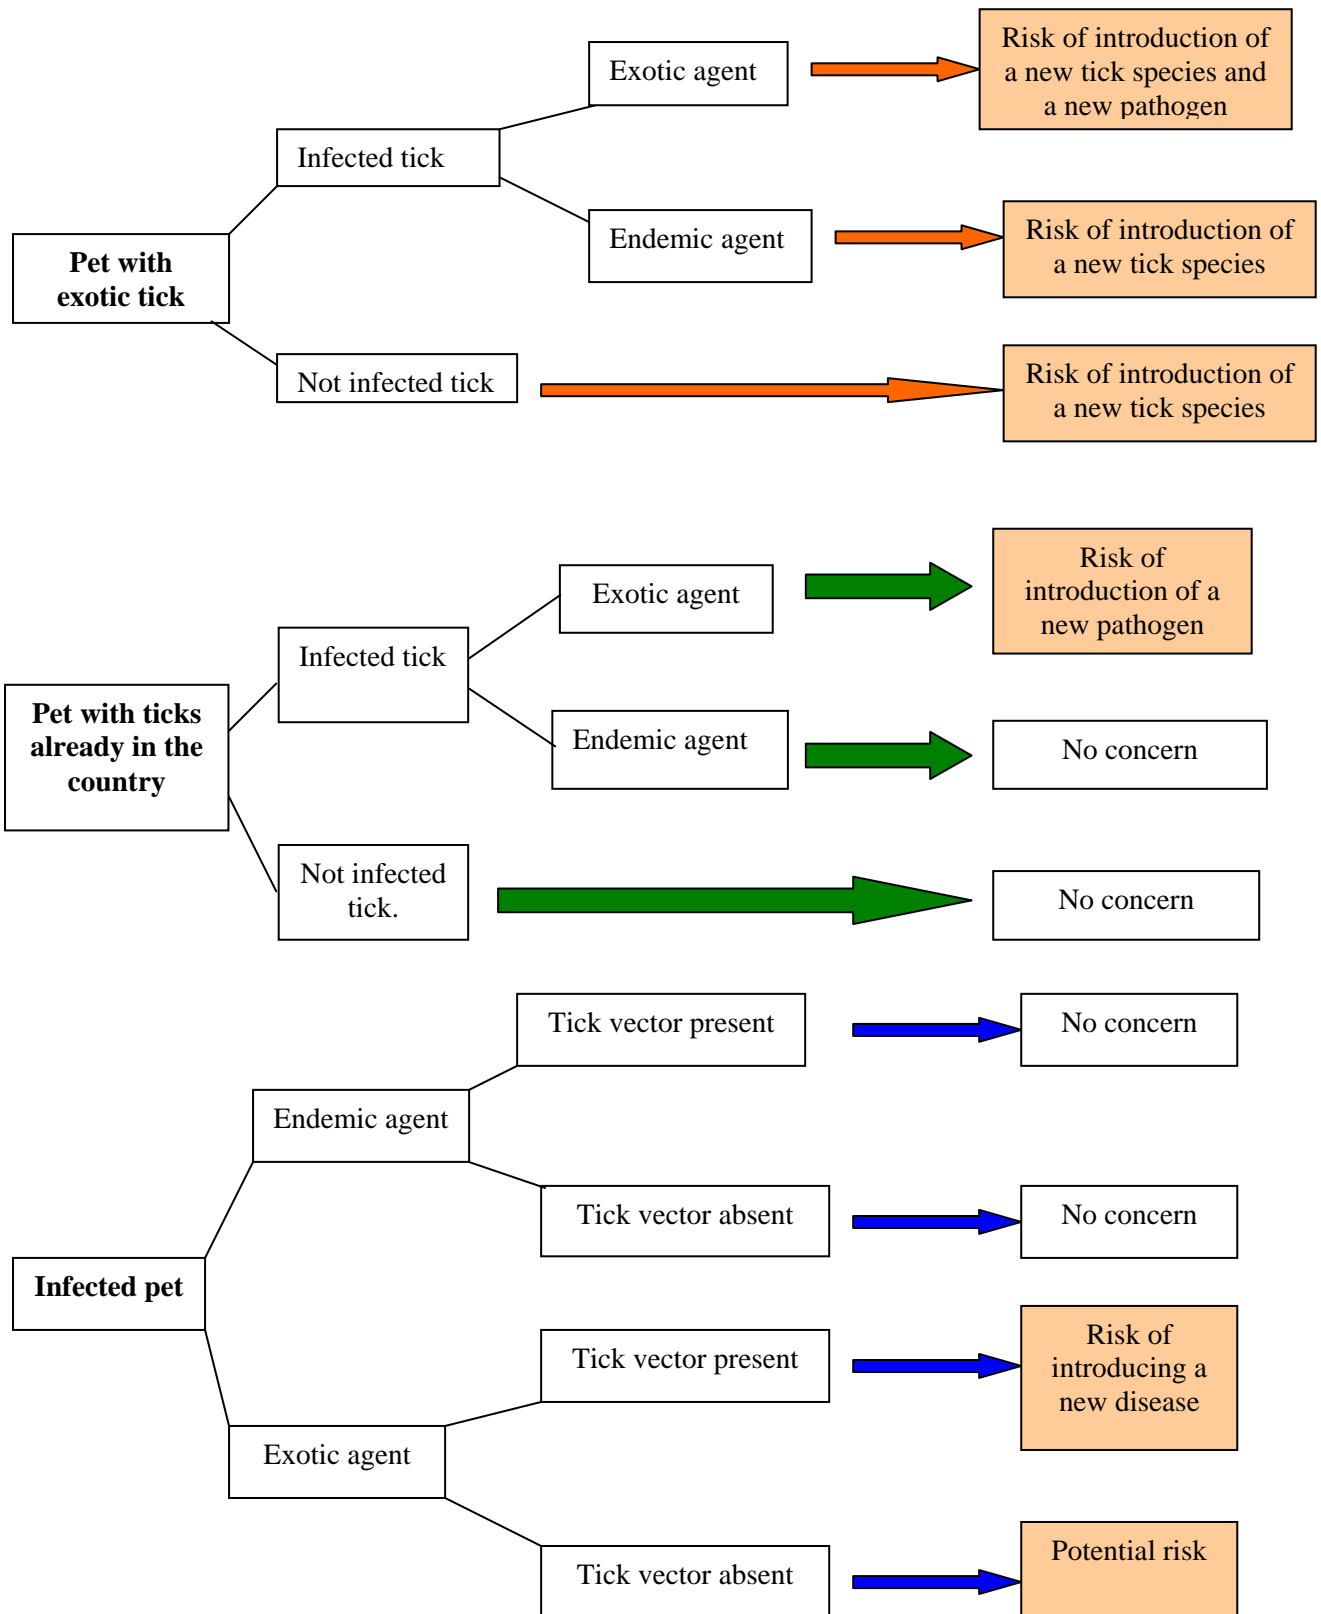 Exotic agent
Risk of introduction of
a new tick species and
a new pathogen
Infected tick
Endemic agent
Risk of introduction of
a new tick species
Pet with
exotic tick
Not infected tick
Risk of introduction of
a new tick species
Exotic agent
Risk of
introduction of a
new pathogen
Infected tick
Pet with ticks
already in the
country
Endemic agent
No concern
Not infected
tick.
No concern
Tick vector present
No concern
Endemic agent
Tick vector absent
No concern
Infected pet
Tick vector present
Risk of
introducing a
new disease
Exotic agent
Tick vector absent
Potential risk